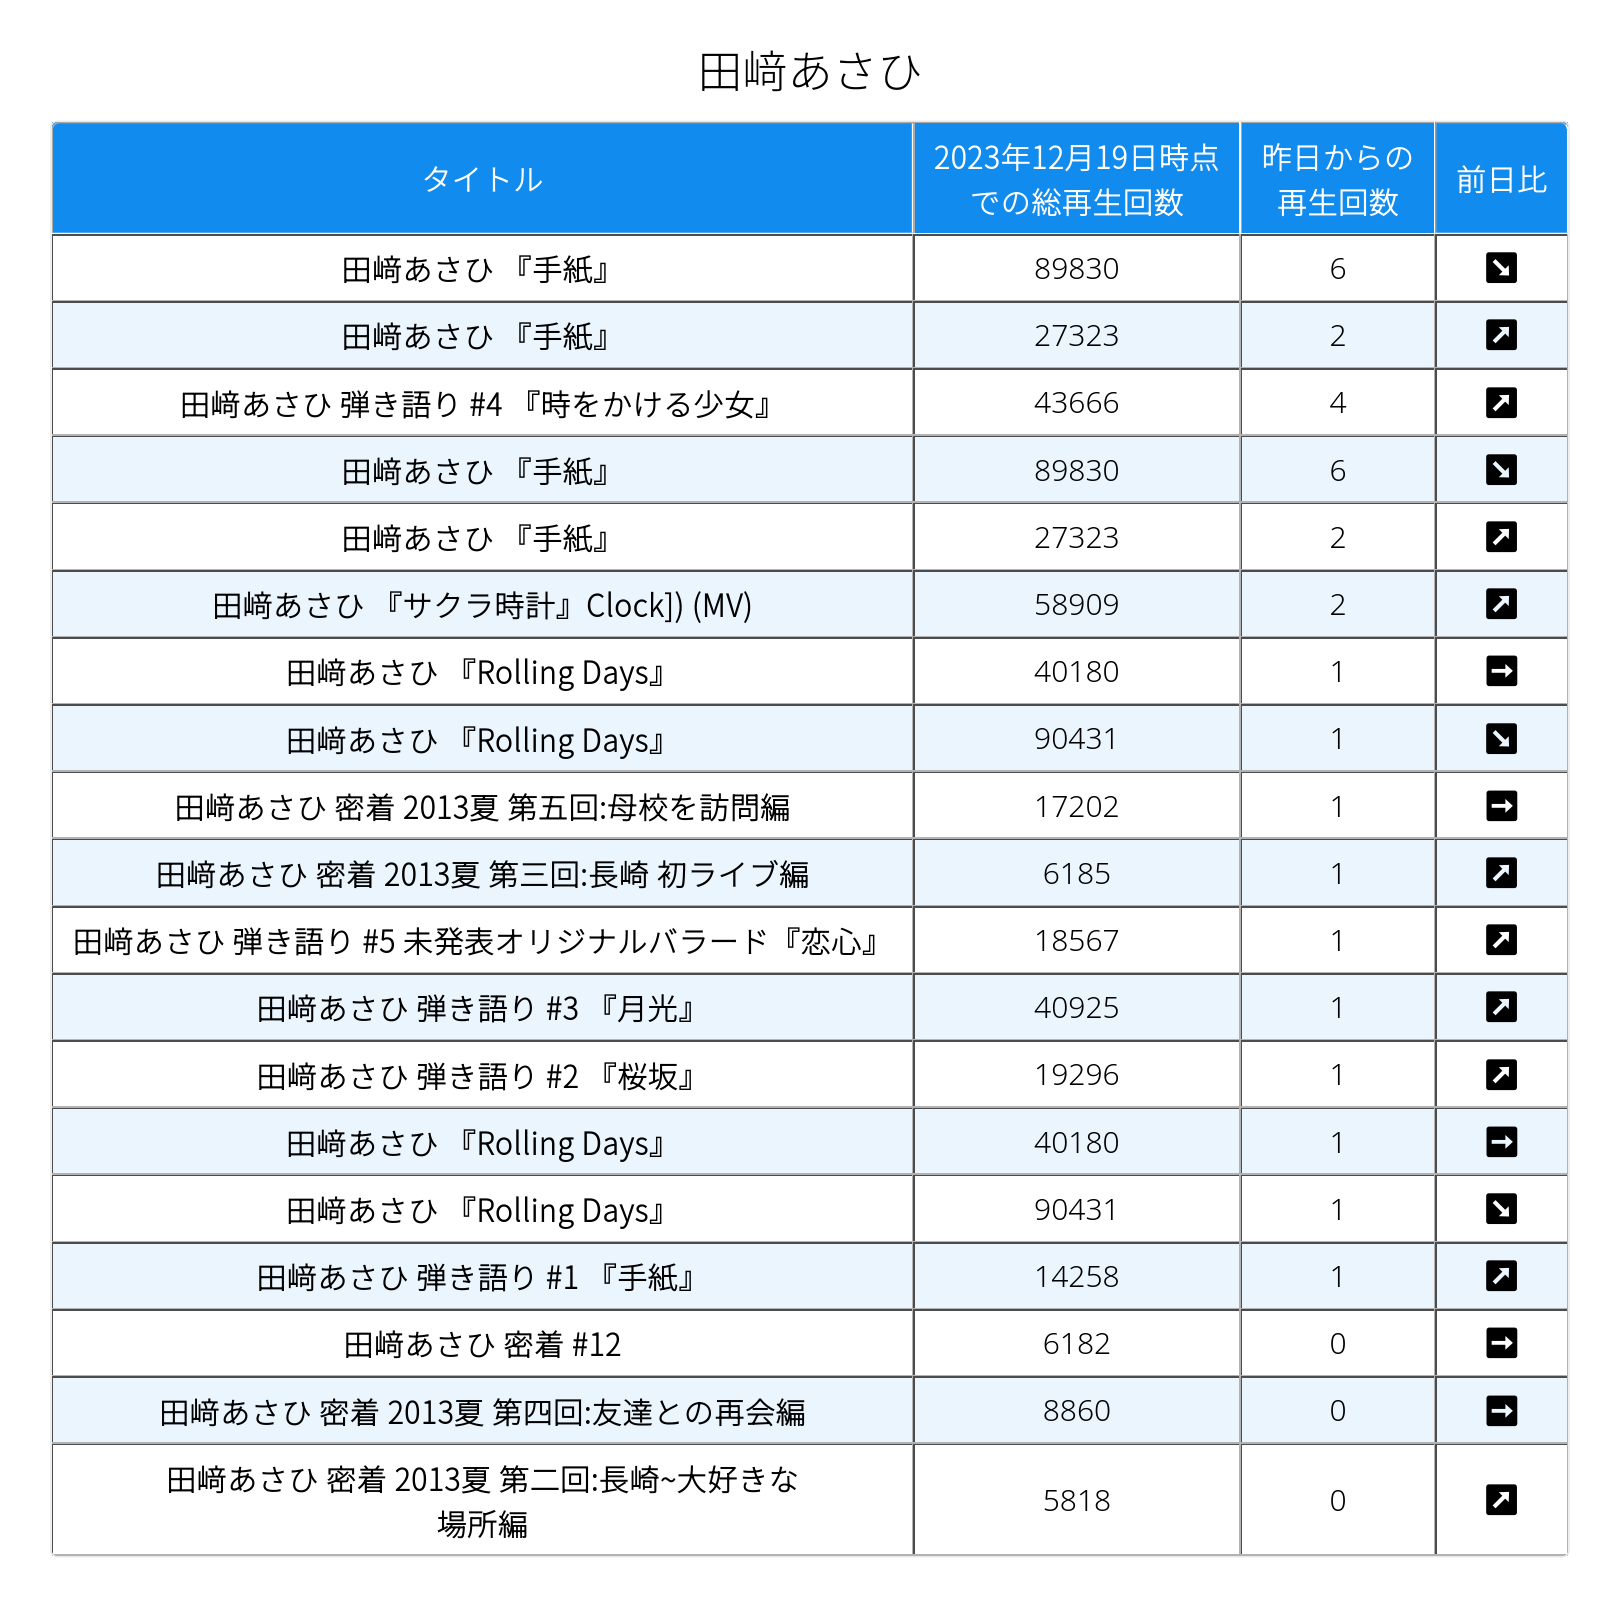 田﨑あさひ
タイトル 2023年12月19日時点での総再生回数 昨日からの再生回数 前日比
田﨑あさひ 『手紙』 89830 6 ↘
田﨑あさひ 『手紙』 27323 2 ↗
田﨑あさひ 弾き語り #4 『時をかける少女』 43666 4 ↗
田﨑あさひ 『手紙』 89830 6 ↘
田﨑あさひ 『手紙』 27323 2 ↗
田﨑あさひ 『サクラ時計』Clock]) (MV) 58909 2 ↗
田﨑あさひ 『Rolling Days』 40180 1 →
田﨑あさひ 『Rolling Days』 90431 1 ↘
田﨑あさひ 密着 2013夏 第五回:母校を訪問編 17202 1 →
田﨑あさひ 密着 2013夏 第三回:長崎 初ライブ編 6185 1 ↗
田﨑あさひ 弾き語り #5 未発表オリジナルバラード『恋心』 18567 1 ↗
田﨑あさひ 弾き語り #3 『月光』 40925 1 ↗
田﨑あさひ 弾き語り #2 『桜坂』 19296 1 ↗
田﨑あさひ 『Rolling Days』 40180 1 →
田﨑あさひ 『Rolling Days』 90431 1 ↘
田﨑あさひ 弾き語り #1 『手紙』 14258 1 ↗
田﨑あさひ 密着 #12 6182 0 →
田﨑あさひ 密着 2013夏 第四回:友達との再会編 8860 0 →
田﨑あさひ 密着 2013夏 第二回:長崎~大好きな
場所編 5818 0 ↗